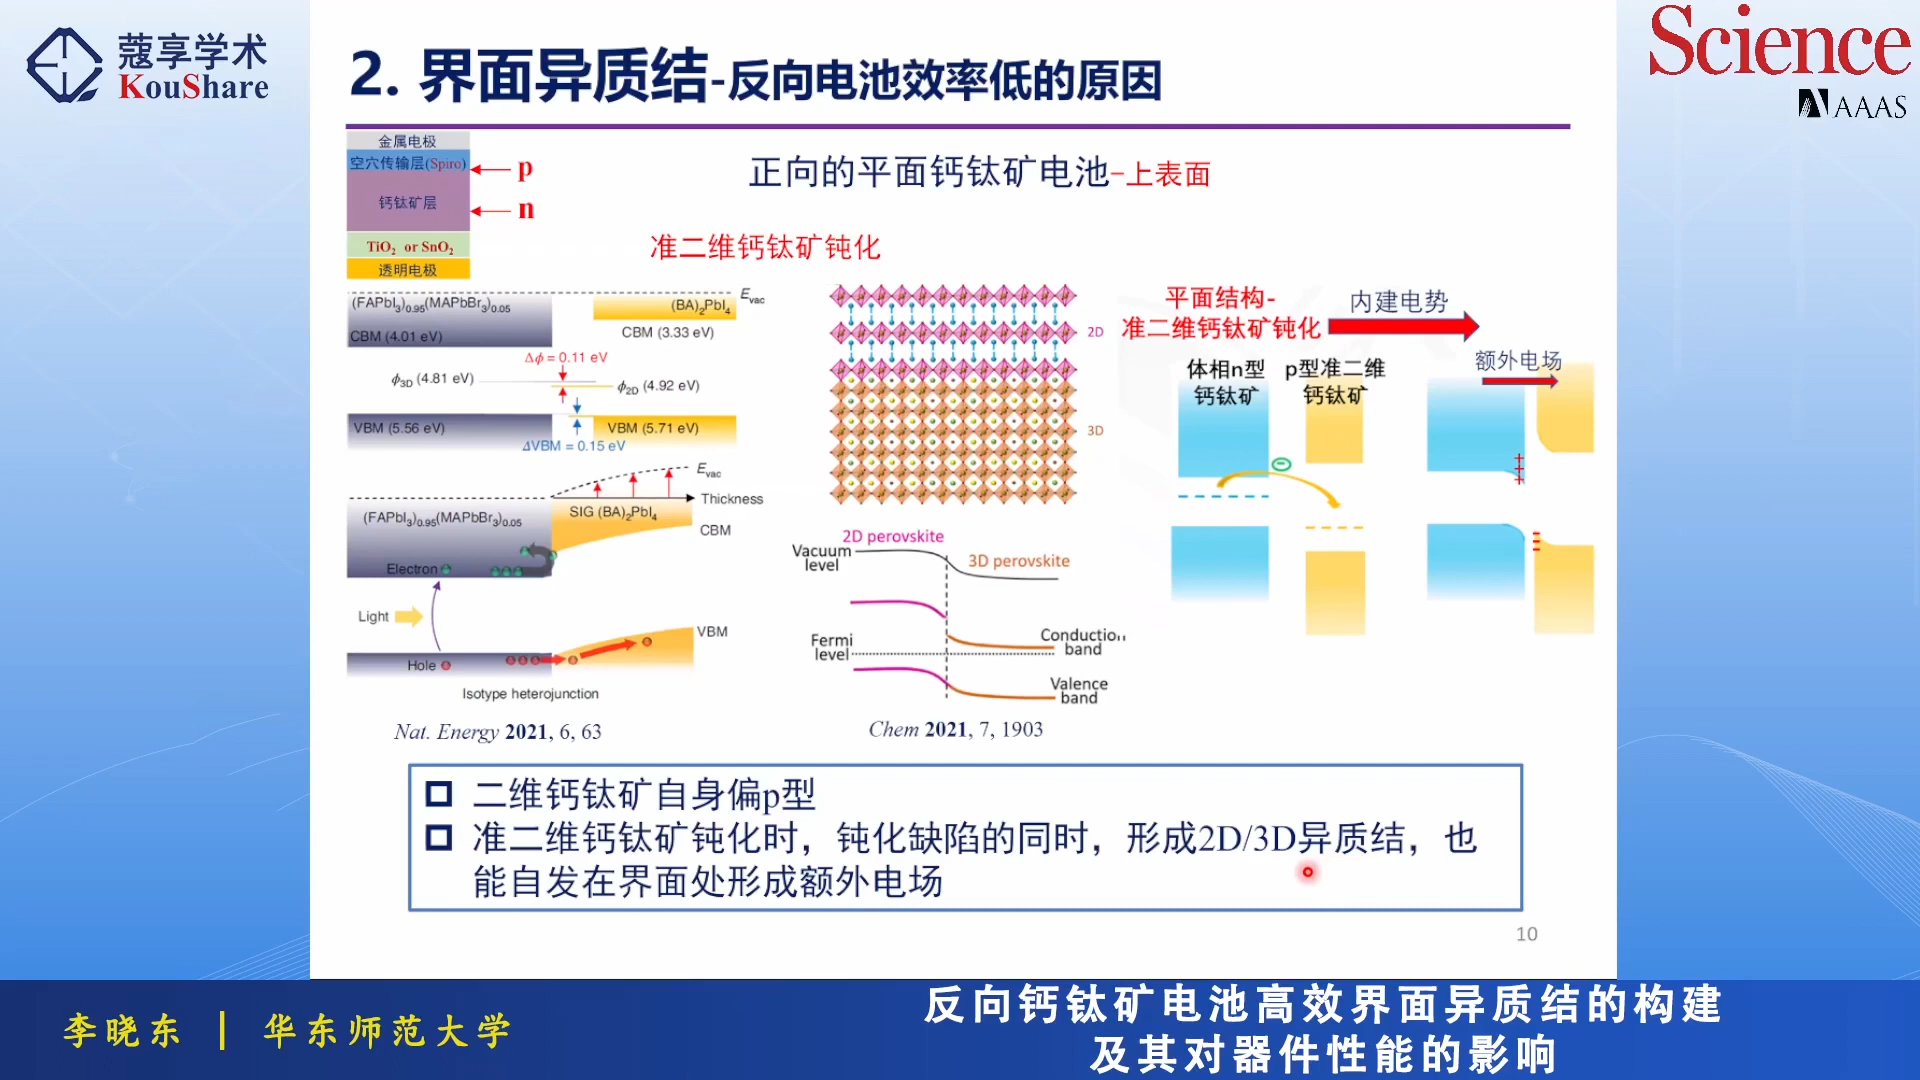 蔻享学术
KouShare
Science
AAAS
2. 界面异质结-反向电池效率低的原因
金属电极
空穴传输层(Spiro)
p
钙钛矿层
n
TiO2 or SnO2
透明电极
正向的平面钙钛矿电池-上表面
准二维钙钛矿钝化
(FAPbI3)0.95(MAPbBr3)0.05
(BA)2PbI4
Evac
CBM (4.01 eV)
CBM (3.33 eV)
Δϕ = 0.11 eV
ϕ3D (4.81 eV)
ϕ2D (4.92 eV)
VBM (5.56 eV)
VBM (5.71 eV)
ΔVBM = 0.15 eV
Evac
Thickness
(FAPbI3)0.95(MAPbBr3)0.05
SIG (BA)2PbI4
CBM
Electron
Light
VBM
Hole
Isotype heterojunction
Nat. Energy 2021, 6, 63
2D
3D
2D perovskite
Vacuum
level
3D perovskite
Fermi
level
Conduction
band
Valence
band
Chem 2021, 7, 1903
平面结构-
准二维钙钛矿钝化
内建电势
额外电场
体相n型
钙钛矿
p型准二维
钙钛矿
二维钙钛矿自身偏p型
准二维钙钛矿钝化时，钝化缺陷的同时，形成2D/3D异质结，也
能自发在界面处形成额外电场
10
李晓东 | 华东师范大学
反向钙钛矿电池高效界面异质结的构建
及其对器件性能的影响